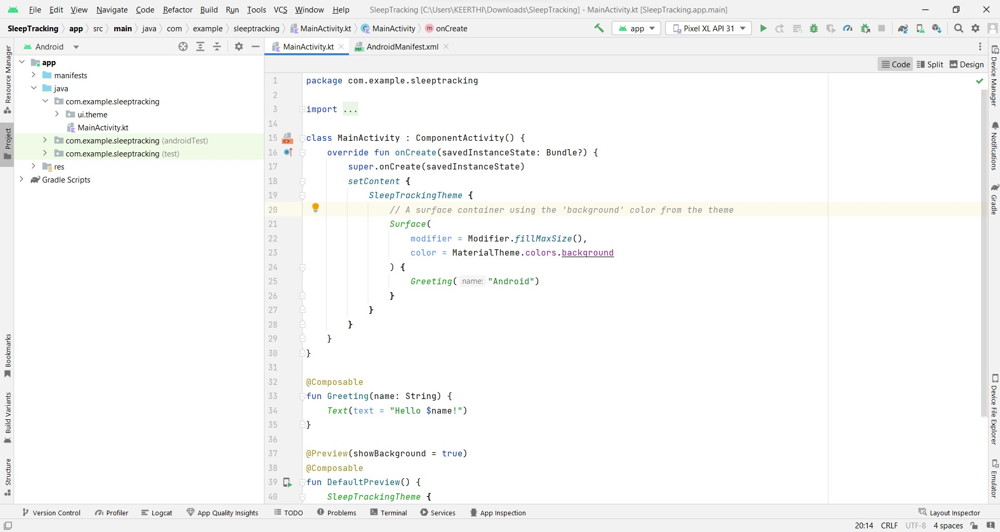 File Edit View Navigate Code Refactor Build Run Tools VCS Window Help SleepTracking [C:\Users\KEERTHI\Downloads\SleepTracking] - MainActivity.kt [SleepTracking.app.main]
SleepTracking app src main java com example sleeptracking MainActivity.kt MainActivity m onCreate app Pixel XL API 31
Android
MainActivity.kt MF AndroidManifest.xml
Code Split Design
Resource Manager
Project
Bookmarks
Build Variants
Structure
app
manifests
java
com.example.sleeptracking
ui.theme
MainActivity.kt
com.example.sleeptracking (androidTest)
com.example.sleeptracking (test)
res
Gradle Scripts
1 package com.example.sleeptracking
2
3 import ...
14
15 class MainActivity : ComponentActivity() {
16 override fun onCreate(savedInstanceState: Bundle?) {
17 super.onCreate(savedInstanceState)
18 setContent {
19 SleepTrackingTheme {
20 // A surface container using the 'background' color from the theme
21 Surface(
22 modifier = Modifier.fillMaxSize(),
23 color = MaterialTheme.colors.background
24 ) {
25 Greeting( name: "Android")
26 }
27 }
28 }
29 }
30 }
31
32 @Composable
33 fun Greeting(name: String) {
34 Text(text = "Hello $name!")
35 }
36
37 @Preview(showBackground = true)
38 @Composable
39 fun DefaultPreview() {
40 SleepTrackingTheme {
Device Manager
Notifications
Gradle
Device File Explorer
Emulator
Version Control Profiler Logcat App Quality Insights TODO Problems Terminal Services App Inspection Layout Inspector
20:14 CRLF UTF-8 4 spaces